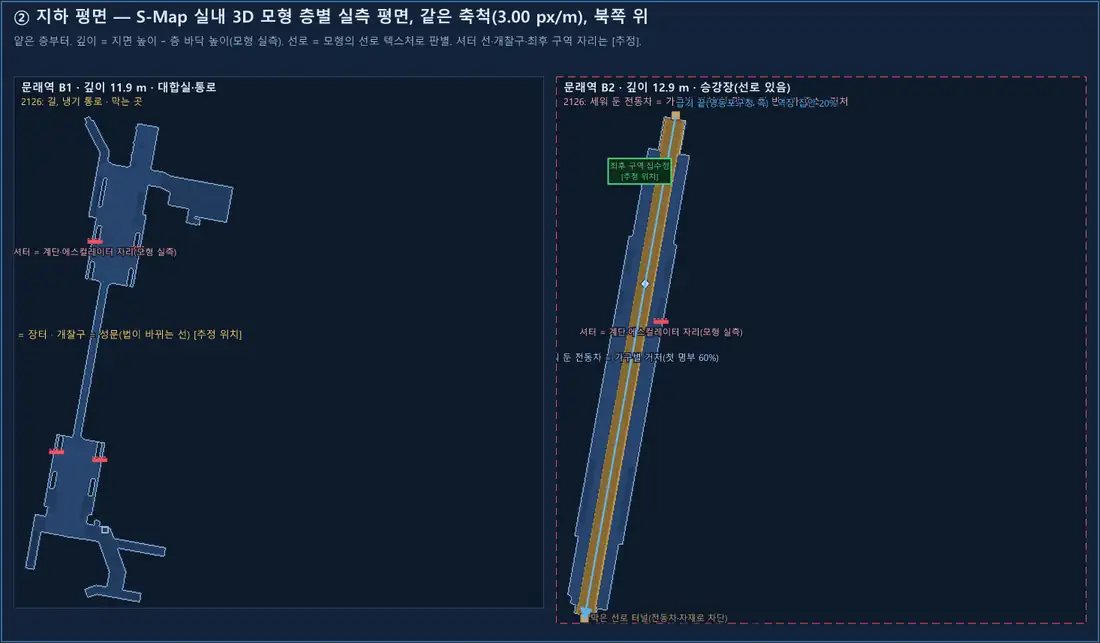 ② 지하 평면 — S-Map 실내 3D 모형 층별 실측 평면, 같은 축척(3.00 px/m), 북쪽 위
얕은 층부터. 깊이 = 지면 높이 − 층 바닥 높이(모형 실측). 선로 = 모형의 선로 텍스처로 판별. 셔터 선·개찰구·최후 구역 자리는 [추정].
문래역 B1 · 깊이 11.9 m · 대합실·통로
2126: 길, 냉기 통로 · 막는 곳
셔터 = 계단·에스컬레이터 자리(모형 실측)
= 장터 · 개찰구 = 성문(법이 바뀌는 선) [추정 위치]
문래역 B2 · 깊이 12.9 m · 승강장(선로 있음)
2126: 세워 둔 전동차 =
최후 구역 집수정
[추정 위치]
셔터 = 계단·에스컬레이터 자리(모형 실측)
둔 전동차 = 가구별 거처(첫 명부 60%)
막은 선로 터널(전동차·자재로 차단)